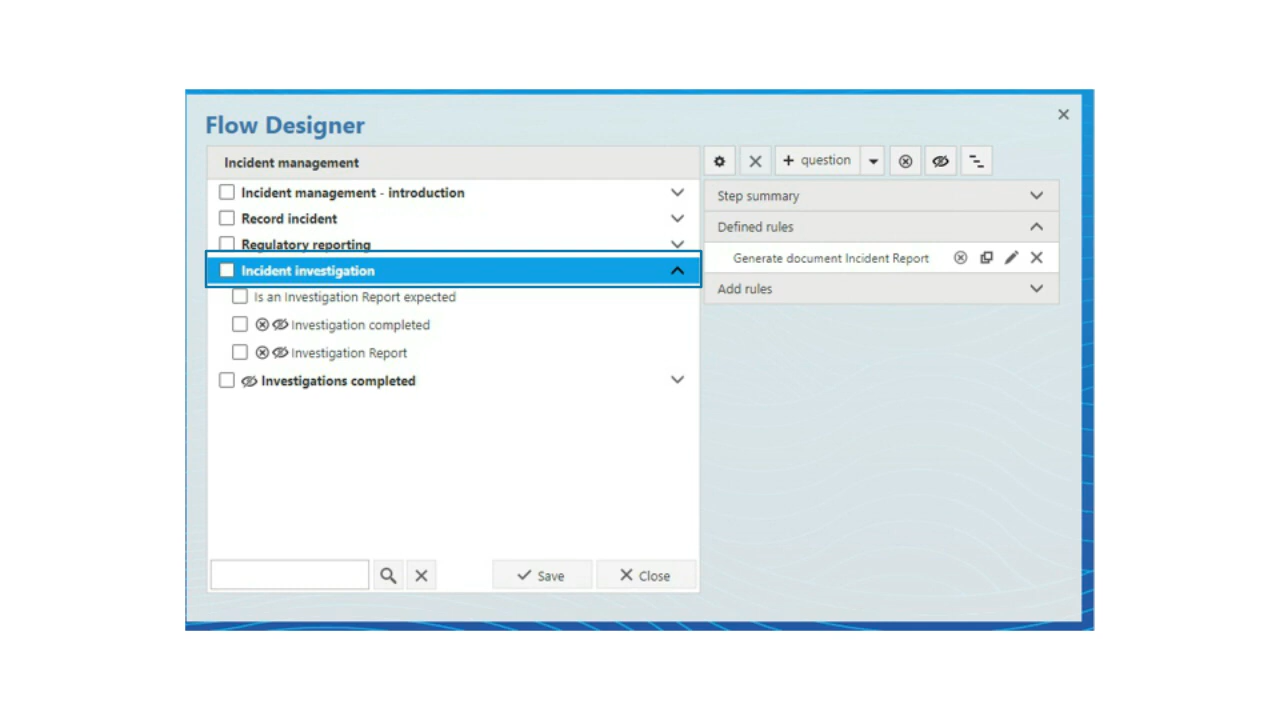 Flow Designer
Incident management
question
Incident management - introduction
Step summary
Record incident
Defined rules
Regulatory reporting
Generate document Incident Report
Incident investigation
Add rules
Is an Investigation Report expected
Investigation completed
Investigation Report
Investigations completed
Save
Close